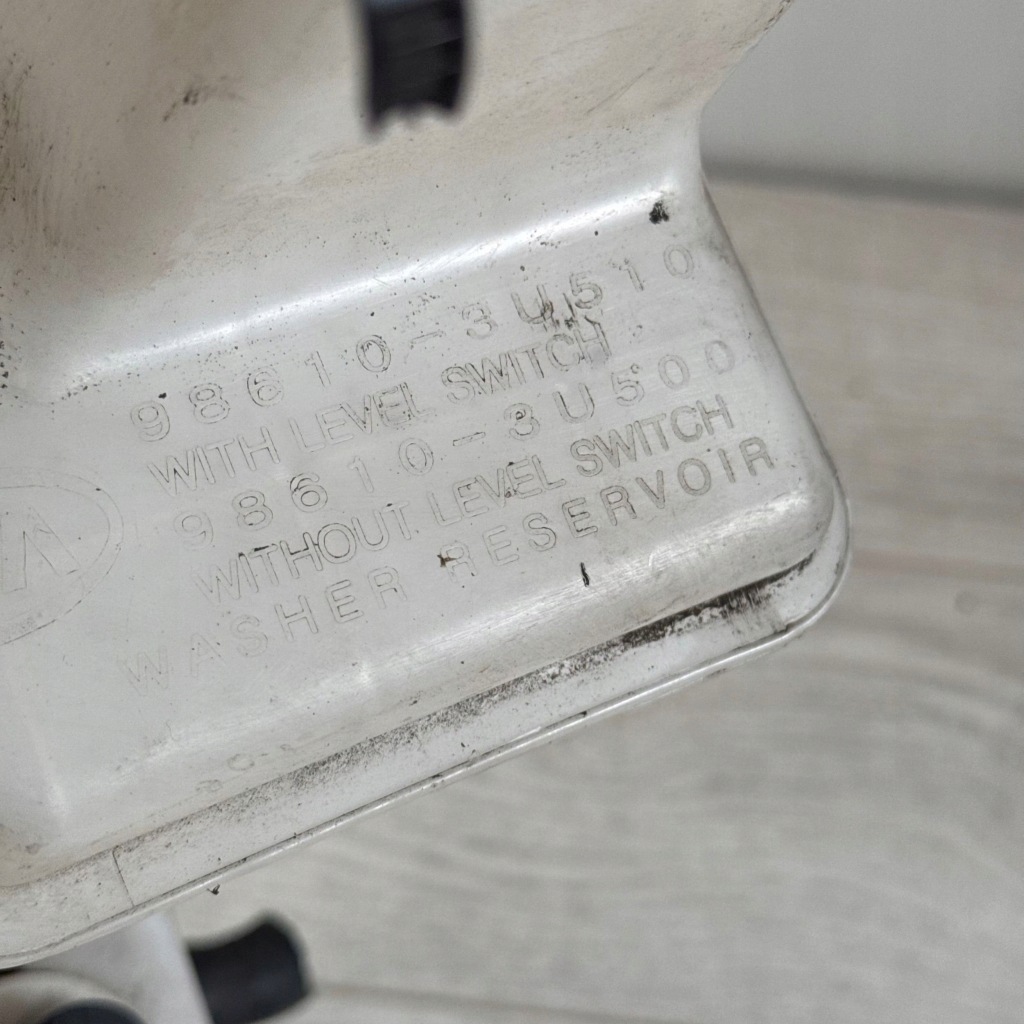 98610-3U510
WITH LEVEL SWITCH
98610-3U500
WITHOUT LEVEL SWITCH
WASHER RESERVOIR